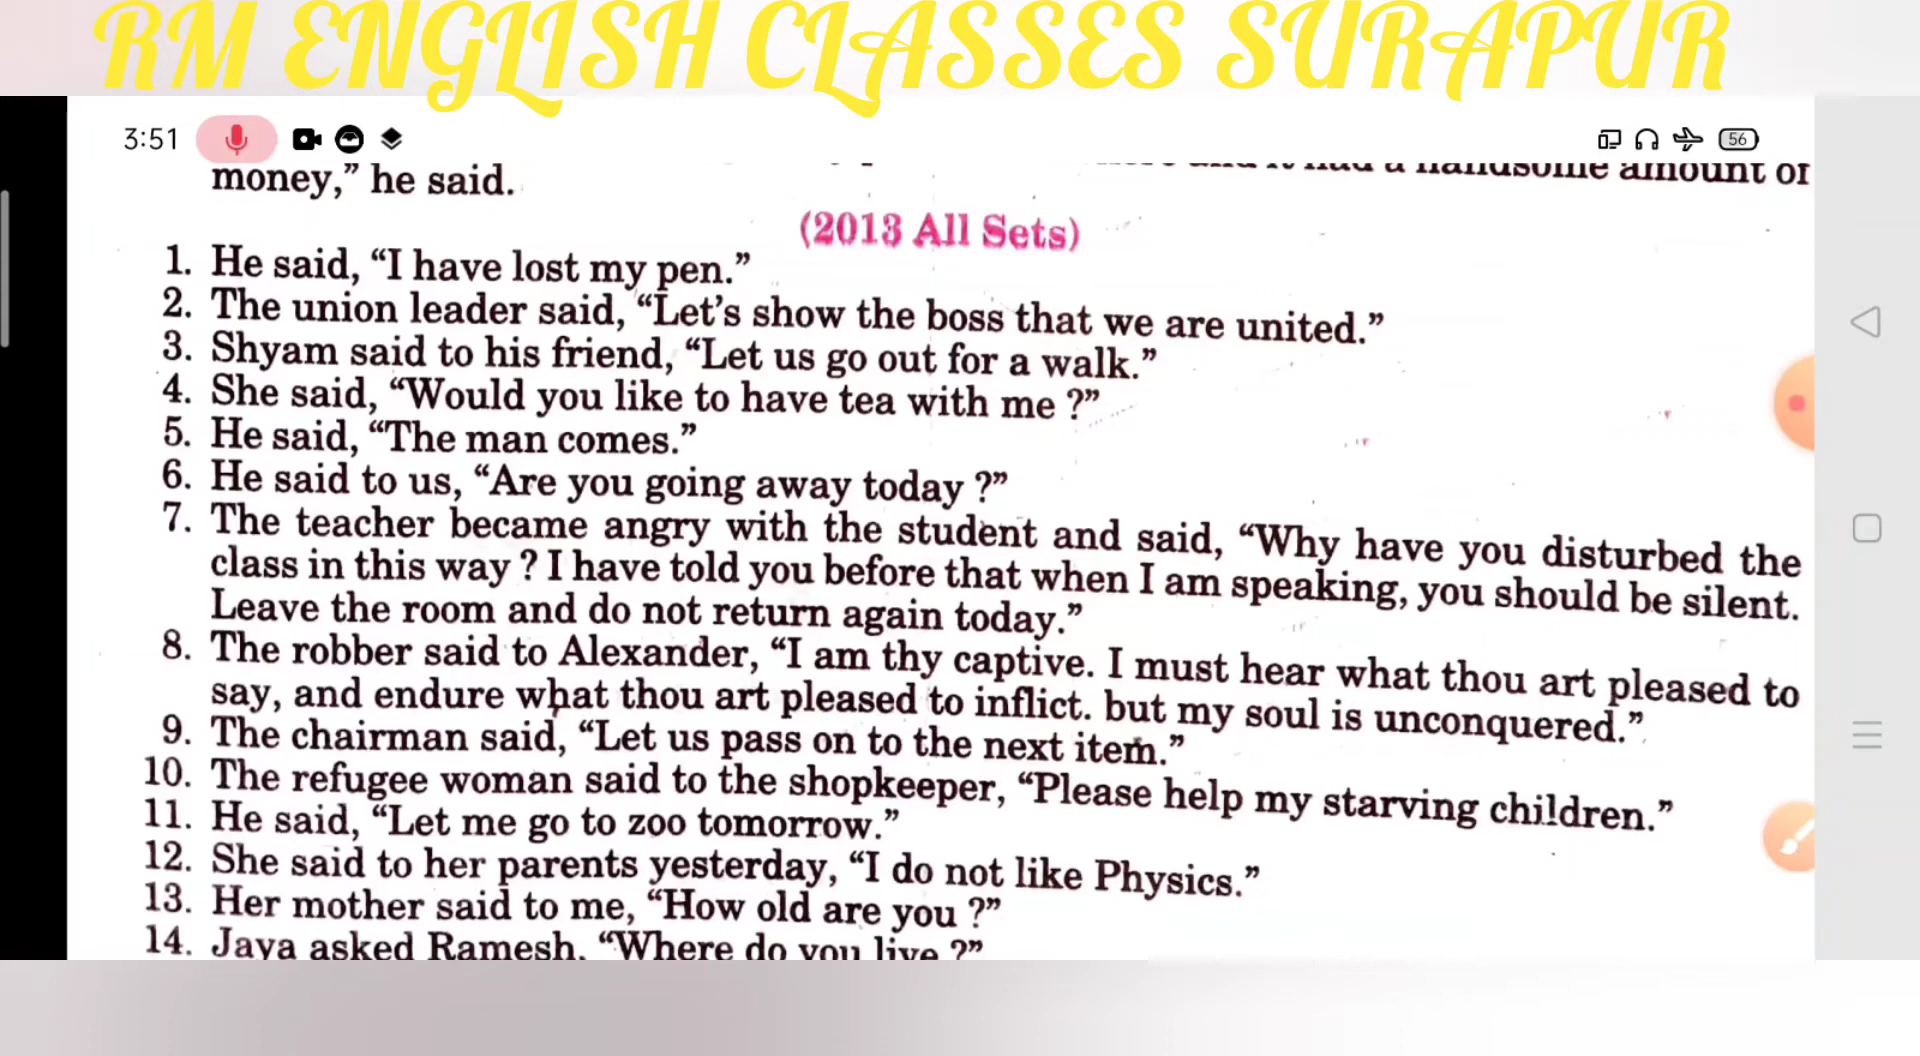 RM ENGLISH CLASSES SURAPUR
3:51 56
it had a handsome amount of
money,” he said.
(2013 All Sets)
1. He said, “I have lost my pen.”
2. The union leader said, “Let’s show the boss that we are united.”
3. Shyam said to his friend, “Let us go out for a walk.”
4. She said, “Would you like to have tea with me ?”
5. He said, “The man comes.”
6. He said to us, “Are you going away today ?”
7. The teacher became angry with the student and said, “Why have you disturbed the
class in this way ? I have told you before that when I am speaking, you should be silent.
Leave the room and do not return again today.”
8. The robber said to Alexander, “I am thy captive. I must hear what thou art pleased to
say, and endure what thou art pleased to inflict. but my soul is unconquered.”
9. The chairman said, “Let us pass on to the next item.”
10. The refugee woman said to the shopkeeper, “Please help my starving children.”
11. He said, “Let me go to zoo tomorrow.”
12. She said to her parents yesterday, “I do not like Physics.”
13. Her mother said to me, “How old are you ?”
14. Jaya asked Ramesh, “Where do you live ?”